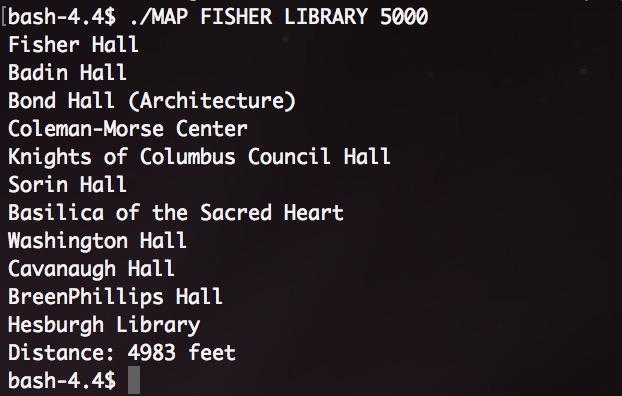 [bash-4.4$ ./MAP FISHER LIBRARY 5000
Fisher Hall
Badin Hall
Bond Hall (Architecture)
Coleman-Morse Center
Knights of Columbus Council Hall
Sorin Hall
Basilica of the Sacred Heart
Washington Hall
Cavanaugh Hall
BreenPhillips Hall
Hesburgh Library
Distance: 4983 feet
bash-4.4$